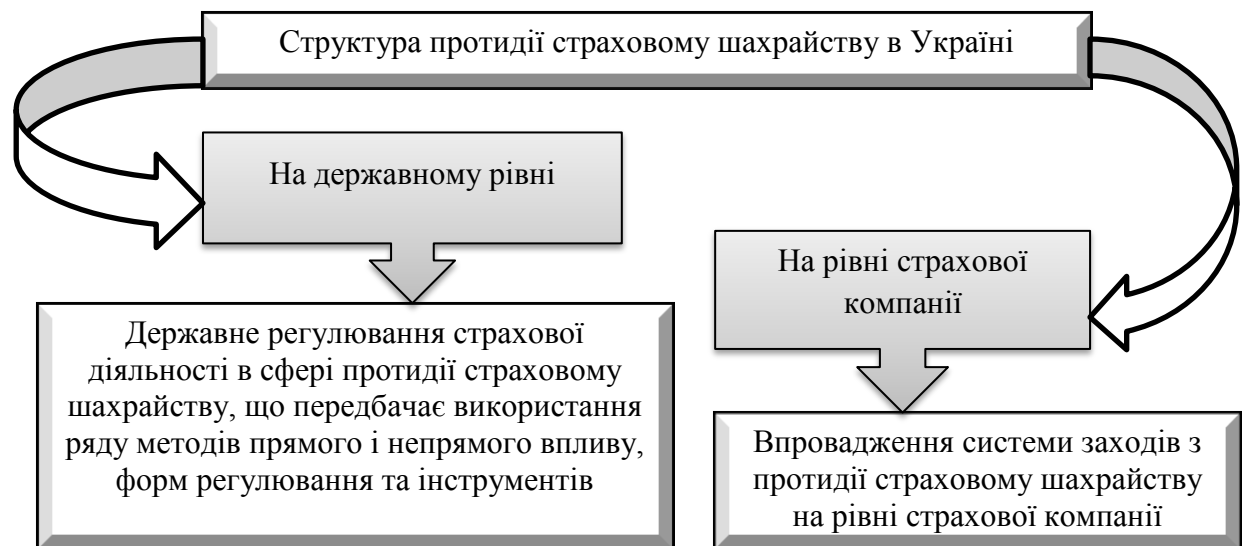 Структура протидії страховому шахрайству в Україні
На державному рівні
Державне регулювання страхової
діяльності в сфері протидії страховому
шахрайству, що передбачає використання
ряду методів прямого і непрямого впливу,
форм регулювання та інструментів
На рівні страхової
компанії
Впровадження системи заходів з
протидії страховому шахрайству
на рівні страхової компанії